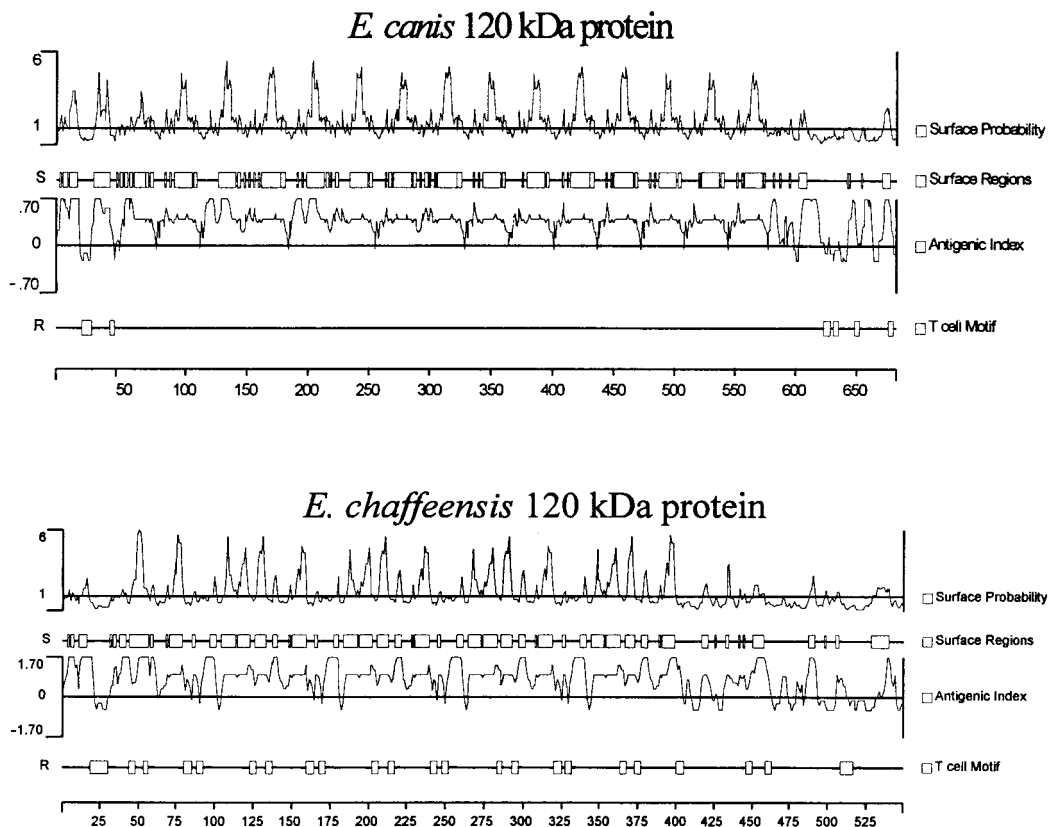 E. canis 120 kDa protein
6
1
Surface Probability
S
Surface Regions
.70
0
-.70
Antigenic Index
R
T cell Motif
50 100 150 200 250 300 350 400 450 500 550 600 650
E. chaffeensis 120 kDa protein
6
1
Surface Probability
S
Surface Regions
1.70
0
-1.70
Antigenic Index
R
T cell Motif
25 50 75 100 125 150 175 200 225 250 275 300 325 350 375 400 425 450 475 500 525